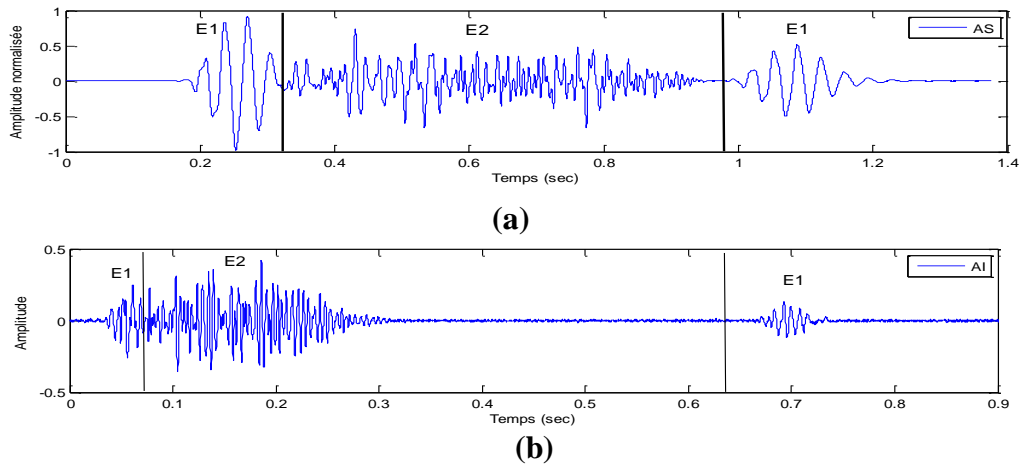 E1 E2 E1 AS
Amplitude normalisée
1
0.5
0
-0.5
-1
0 0.2 0.4 0.6 0.8 1 1.2 1.4
Temps (sec)
(a)
E1 E2 E1 AI
Amplitude
0.5
0
-0.5
0 0.1 0.2 0.3 0.4 0.5 0.6 0.7 0.8 0.9
Temps (sec)
(b)